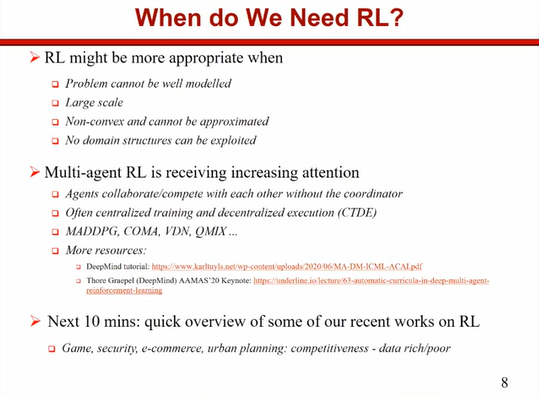 When do We Need RL?
RL might be more appropriate when
Problem cannot be well modelled
Large scale
Non-convex and cannot be approximated
No domain structures can be exploited
Multi-agent RL is receiving increasing attention
Agents collaborate/compete with each other without the coordinator
Often centralized training and decentralized execution (CTDE)
MADDPG, COMA, VDN, QMIX ...
More resources:
DeepMind tutorial: https://www.karltuyls.net/wp-content/uploads/2020/06/MA-DM-ICML-ACAI.pdf
Thore Graepel (DeepMind) AAMAS'20 Keynote: https://underline.io/lecture/63-automatic-curricula-in-deep-multi-agent-
reinforcement-learning
Next 10 mins: quick overview of some of our recent works on RL
Game, security, e-commerce, urban planning: competitiveness - data rich/poor
8